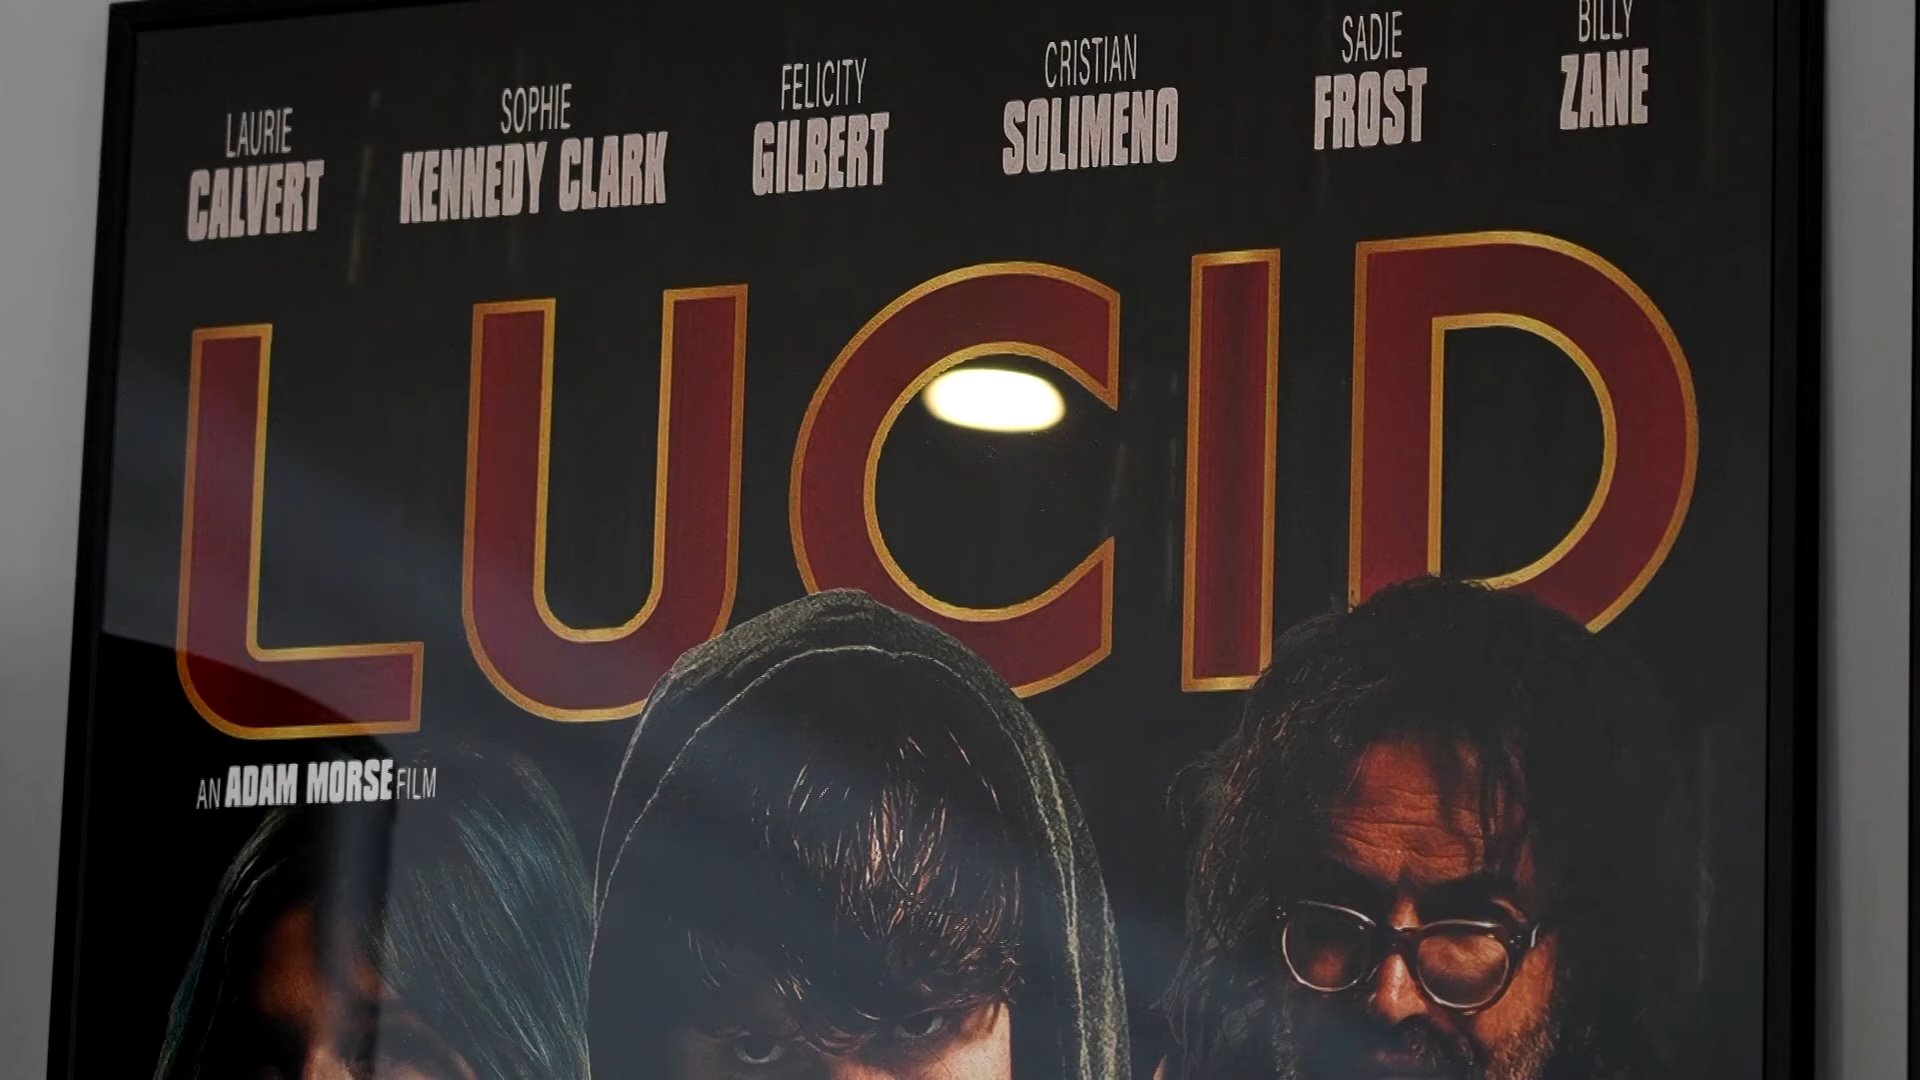 LAURIE
CALVERT
SOPHIE
KENNEDY CLARK
FELICITY
GILBERT
CRISTIAN
SOLIMENO
SADIE
FROST
BILLY
ZANE
LUCID
AN ADAM MORSE FILM